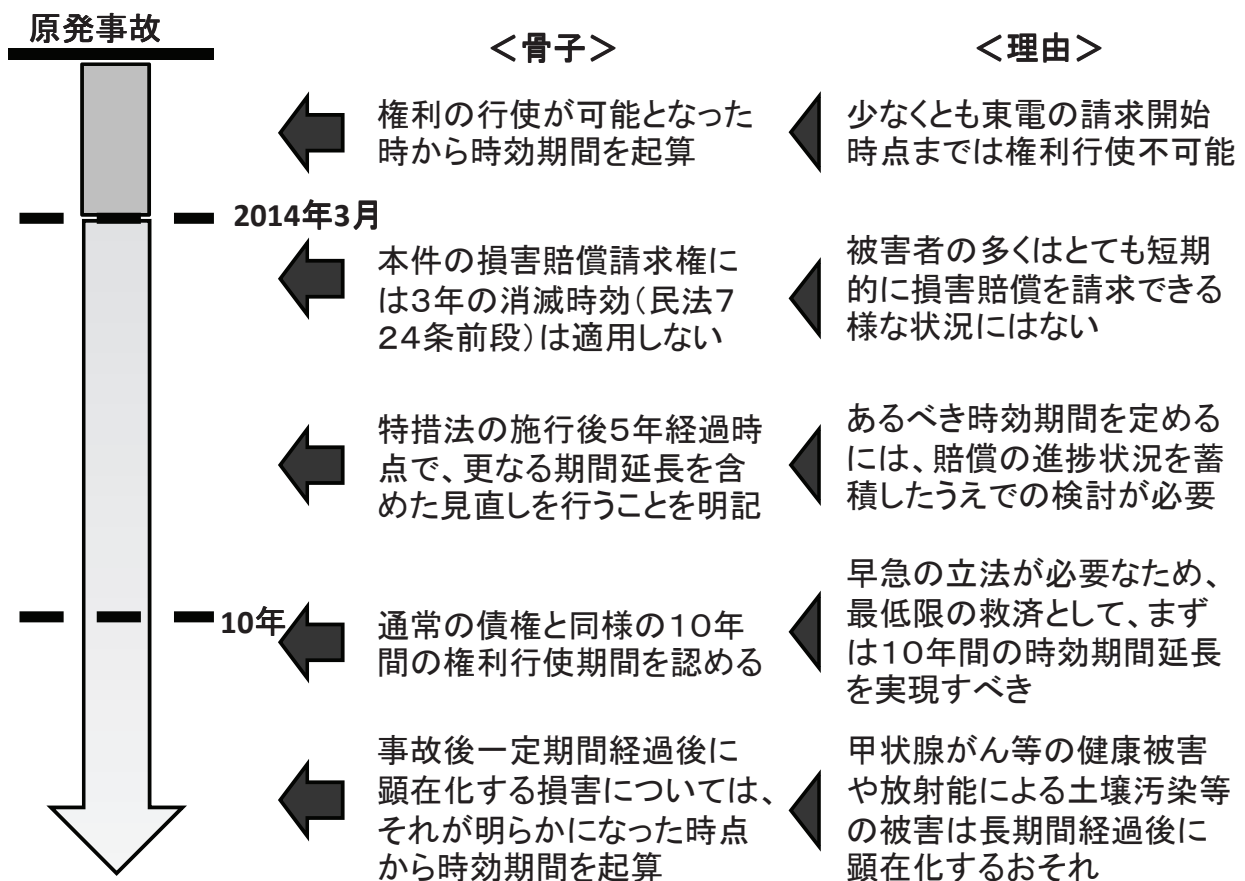 原発事故
＜骨子＞
＜理由＞
権利の行使が可能となった
時から時効期間を起算
少なくとも東電の請求開始
時点までは権利行使不可能
2014年3月
本件の損害賠償請求権に
は３年の消滅時効（民法７
２４条前段）は適用しない
被害者の多くはとても短期
的に損害賠償を請求できる
様な状況にはない
特措法の施行後５年経過時
点で、更なる期間延長を含
めた見直しを行うことを明記
あるべき時効期間を定める
には、賠償の進捗状況を蓄
積したうえでの検討が必要
10年
通常の債権と同様の１０年
間の権利行使期間を認める
早急の立法が必要なため、
最低限の救済として、まず
は１０年間の時効期間延長
を実現すべき
事故後一定期間経過後に
顕在化する損害については、
それが明らかになった時点
から時効期間を起算
甲状腺がん等の健康被害
や放射能による土壌汚染等
の被害は長期間経過後に
顕在化するおそれ